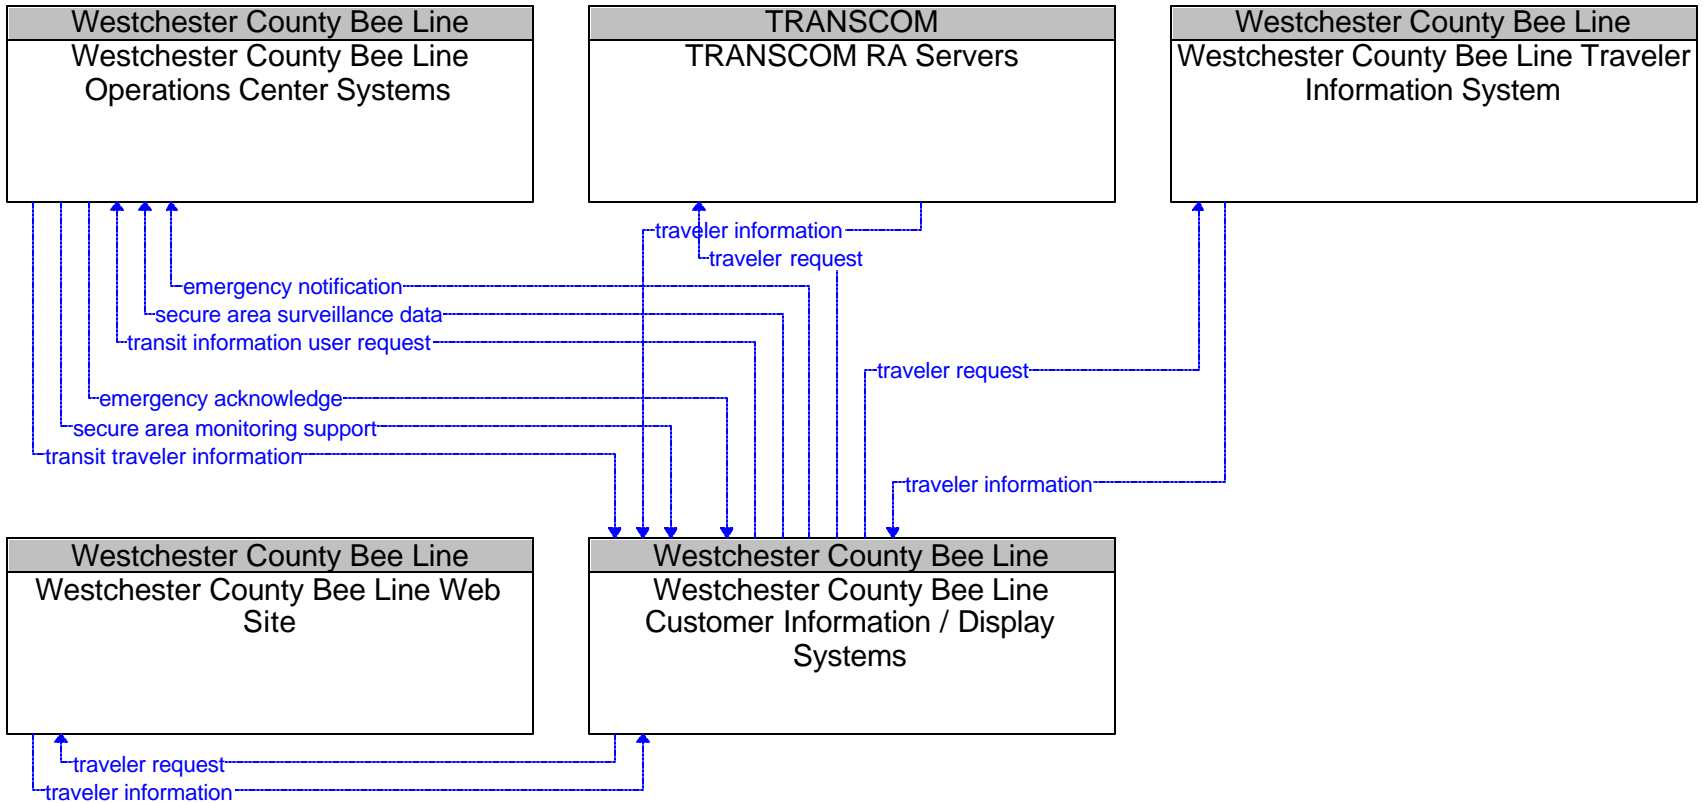 Westchester County Bee Line
Westchester County Bee Line
Operations Center Systems
TRANSCOM
TRANSCOM RA Servers
Westchester County Bee Line
Westchester County Bee Line Traveler
Information System
traveler information
traveler request
emergency notification
secure area surveillance data
transit information user request
traveler request
emergency acknowledge
secure area monitoring support
transit traveler information
traveler information
Westchester County Bee Line
Westchester County Bee Line Web
Site
Westchester County Bee Line
Westchester County Bee Line
Customer Information / Display
Systems
traveler request
traveler information